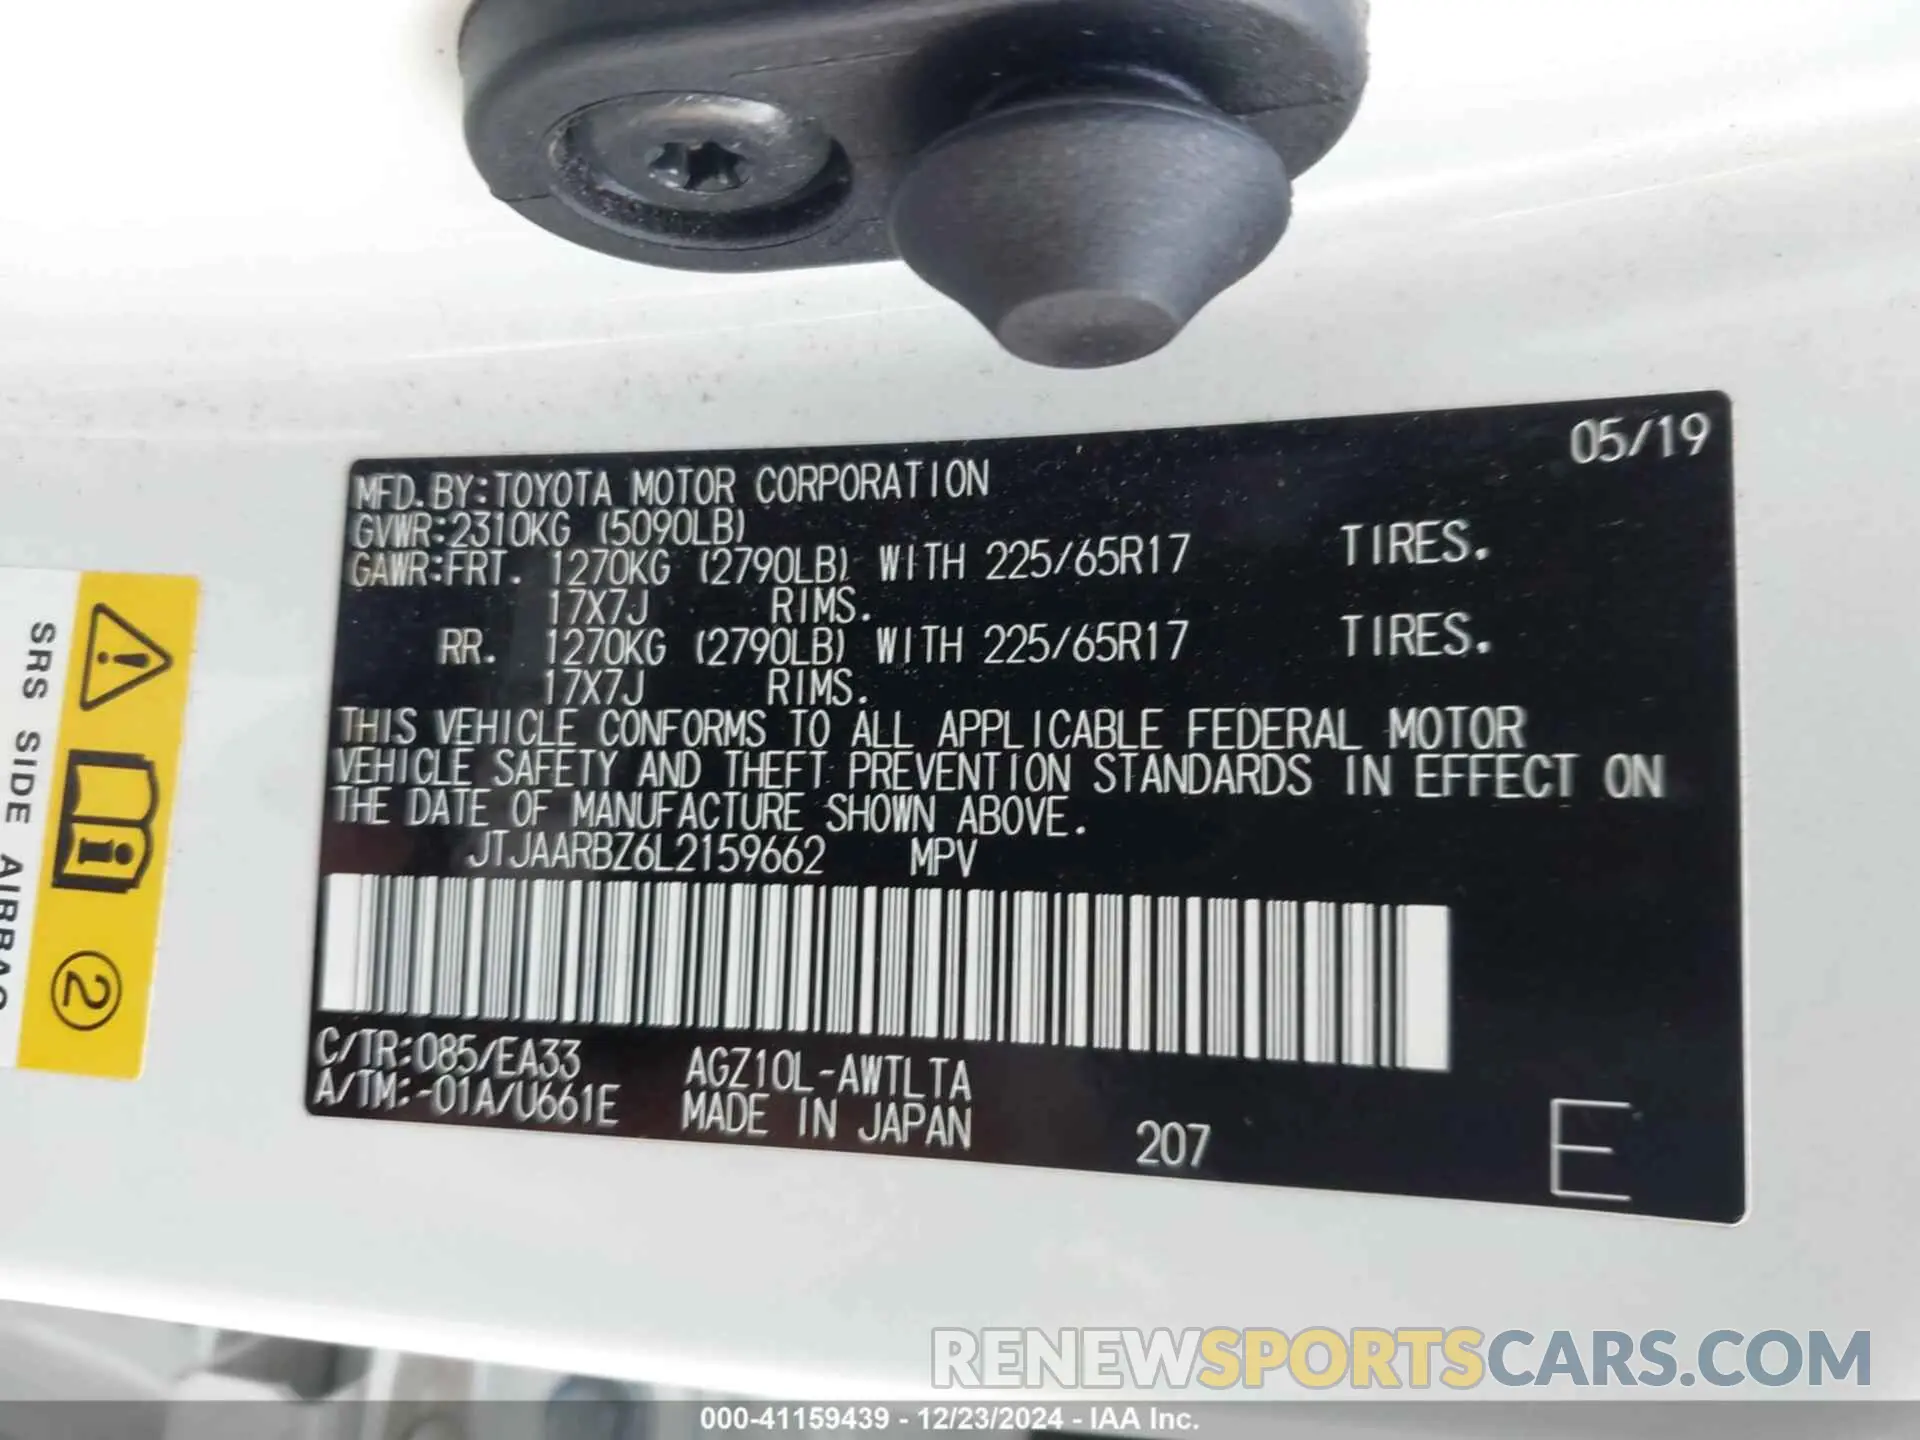 05/19
MFD.BY:TOYOTA MOTOR CORPORATION
GVWR:2310KG (5090LB)
GAWR:FRT. 1270KG (2790LB) WITH 225/65R17 TIRES.
17X7J RIMS.
RR. 1270KG (2790LB) WITH 225/65R17 TIRES.
17X7J RIMS.
THIS VEHICLE CONFORMS TO ALL APPLICABLE FEDERAL MOTOR
VEHICLE SAFETY AND THEFT PREVENTION STANDARDS IN EFFECT ON
THE DATE OF MANUFACTURE SHOWN ABOVE.
JTJAARBZ6L2159662 MPV
C/TR:085/EA33 AGZ10L-AWTLTA
A/TM:-01A/U661E MADE IN JAPAN 207 E
SRS SIDE AIRBAG
2
RENEWSPORTSCARS.COM
000-41159439 - 12/23/2024 - IAA Inc.